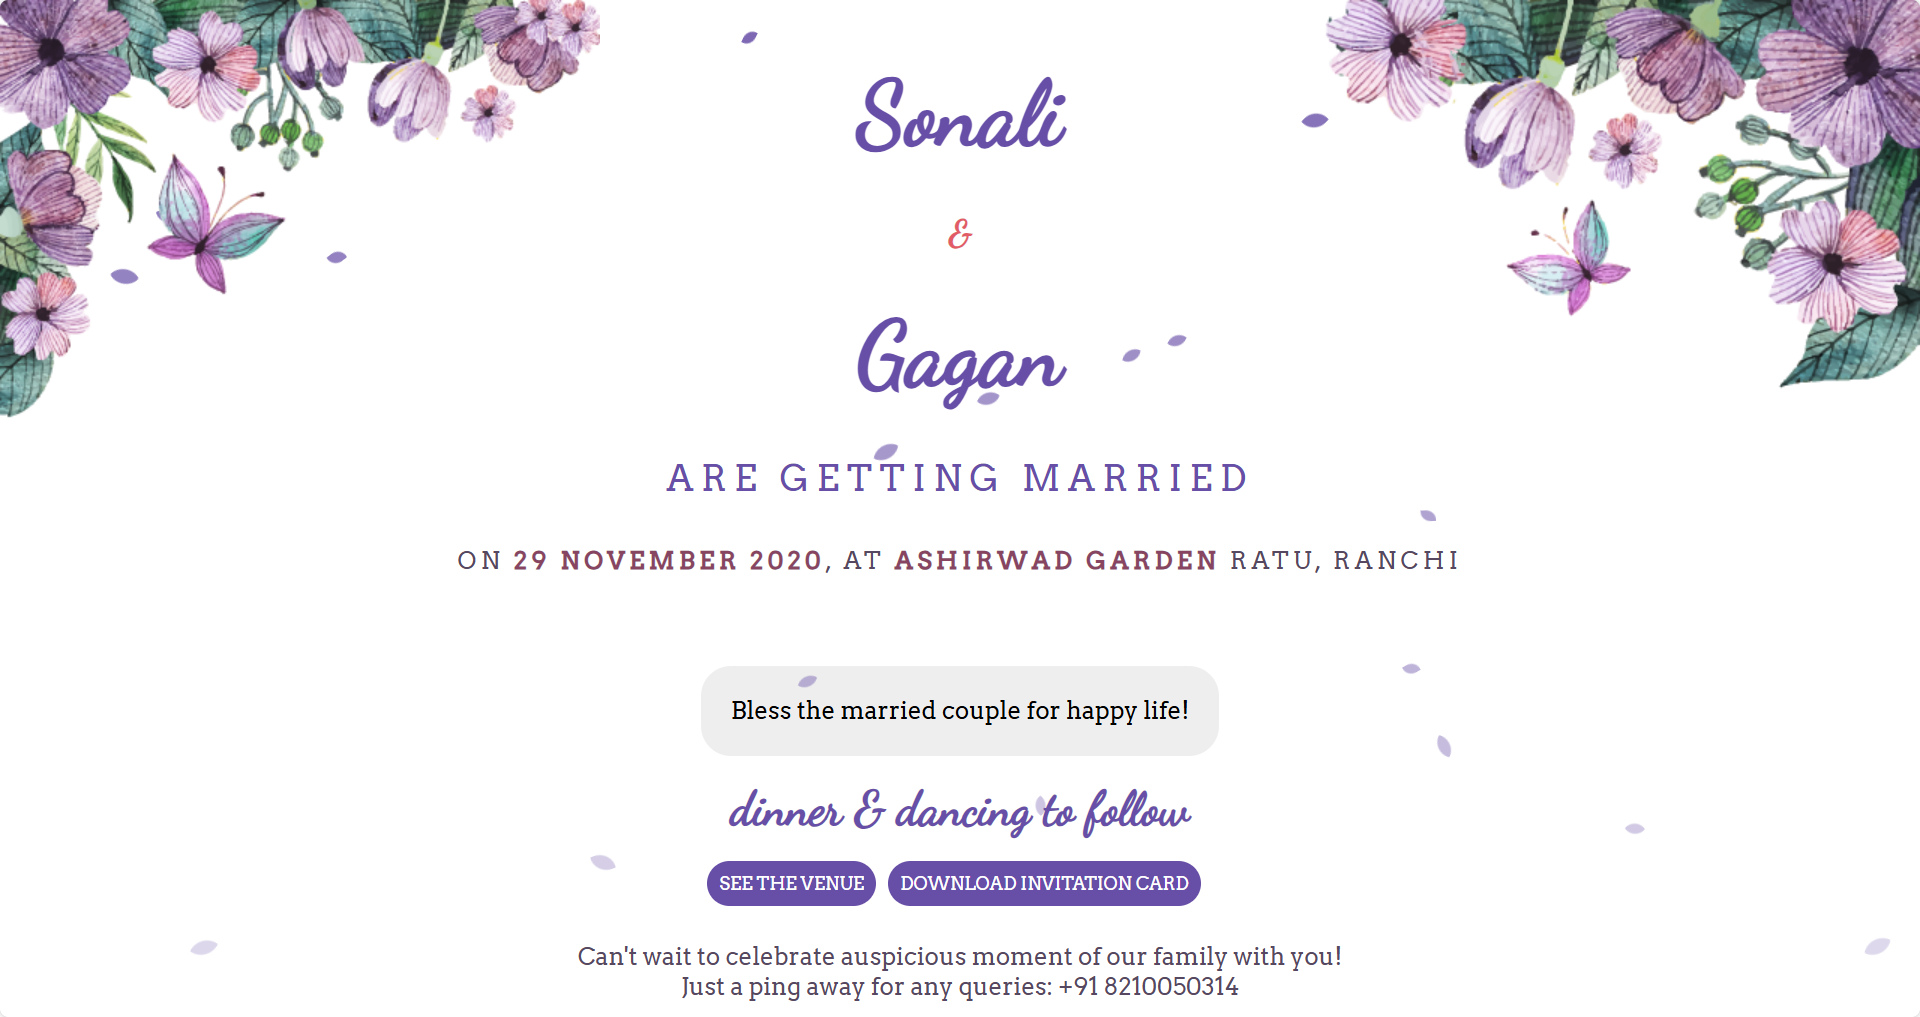 Sonali
&
Gagan
ARE GETTING MARRIED
ON 29 NOVEMBER 2020, AT ASHIRWAD GARDEN RATU, RANCHI
Bless the married couple for happy life!
dinner & dancing to follow
SEE THE VENUE
DOWNLOAD INVITATION CARD
Can't wait to celebrate auspicious moment of our family with you!
Just a ping away for any queries: +91 8210050314